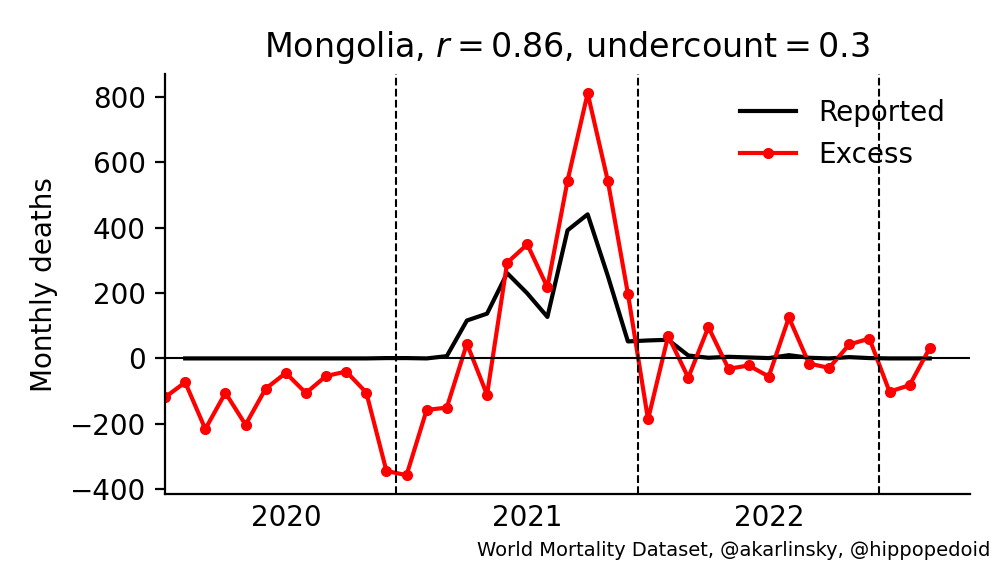 Mongolia, r = 0.86, undercount = 0.3
800
600
400
200
0
−200
−400
Monthly deaths
Reported
Excess
2020
2021
2022
World Mortality Dataset, @akarlinsky, @hippopedoid